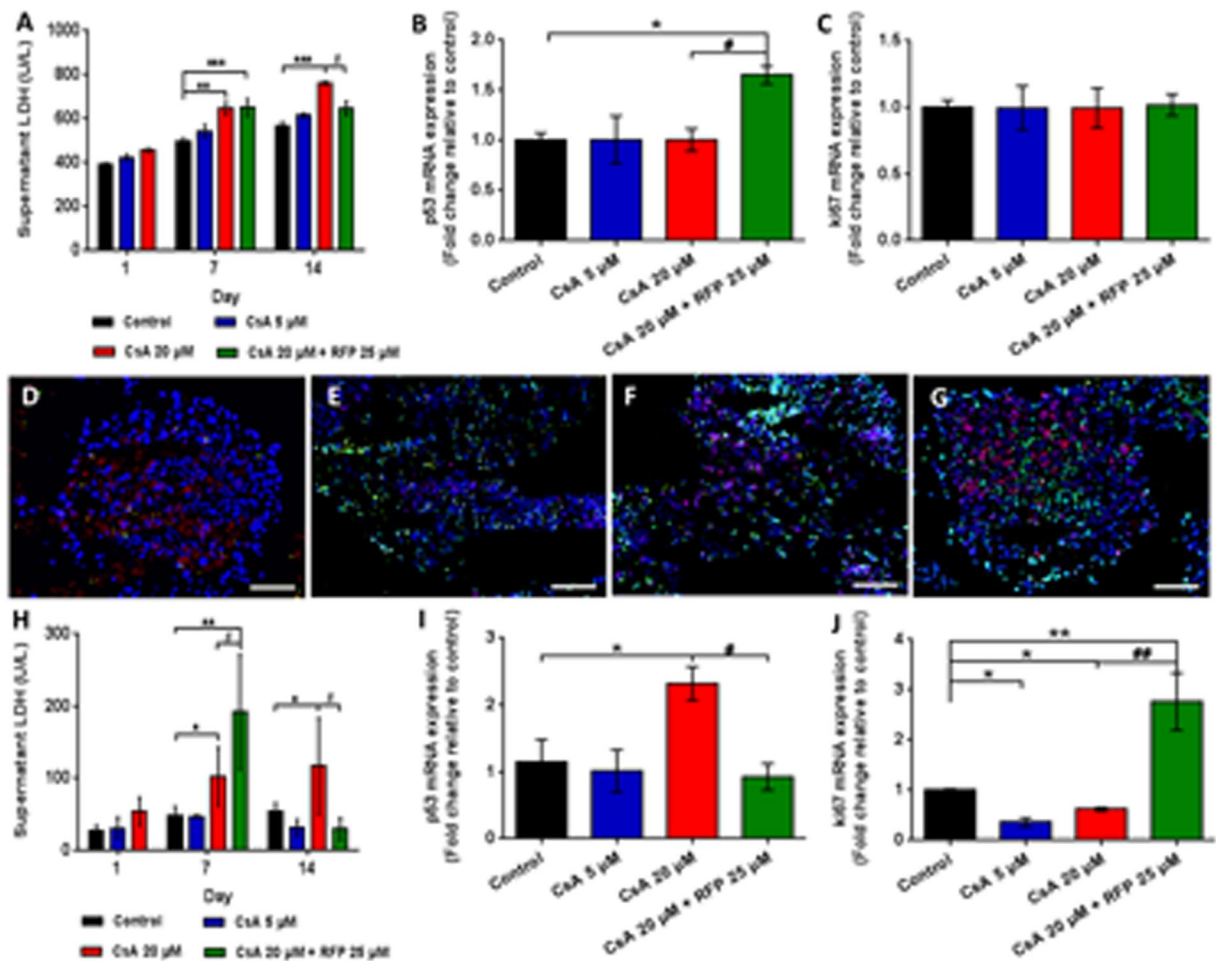 A
Supernatant LDH (U/L)
1000
800
600
400
200
0
***
**
***
£
1
7
14
Day
Control
CsA 5 µM
CsA 20 µM
CsA 20 µM + RFP 25 µM
B
p53 mRNA expression
(Fold change relative to control)
2.0
1.5
1.0
0.5
0.0
*
#
Control
CsA 5 µM
CsA 20 µM
CsA 20 µM + RFP 25 µM
C
ki67 mRNA expression
(Fold change relative to control)
1.5
1.0
0.5
0.0
Control
CsA 5 µM
CsA 20 µM
CsA 20 µM + RFP 25 µM
D
E
F
G
H
Supernatant LDH (U/L)
300
200
100
0
**
£
*
*
£
1
7
14
Day
Control
CsA 5 µM
CsA 20 µM
CsA 20 µM + RFP 25 µM
I
p53 mRNA expression
(Fold change relative to control)
3
2
1
0
*
#
Control
CsA 5 µM
CsA 20 µM
CsA 20 µM + RFP 25 µM
J
ki67 mRNA expression
(Fold change relative to control)
4
3
2
1
0
**
*
##
*
Control
CsA 5 µM
CsA 20 µM
CsA 20 µM + RFP 25 µM